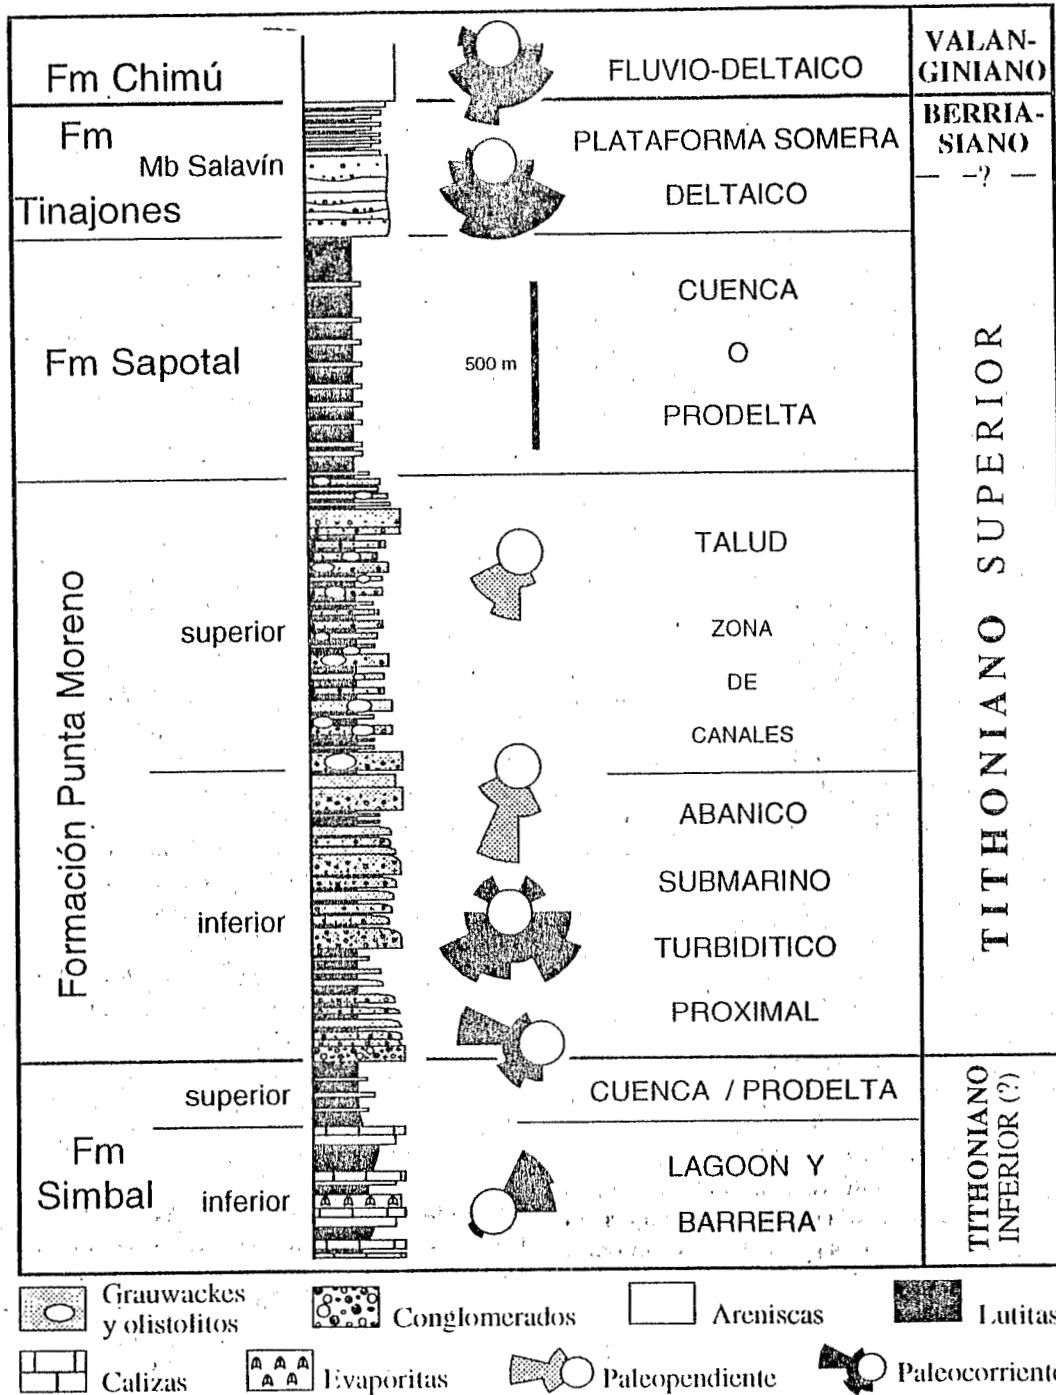 Fm Chimú
FLUVIO-DELTAICO
VALAN-
GINIANO
Fm
Mb Salavín
Tinajones
PLATAFORMA SOMERA
DELTAICO
BERRIA-
SIANO
— –? —
Fm Sapotal
500 m
CUENCA
O
PRODELTA
Formación Punta Moreno
superior
TALUD
ZONA
DE
CANALES
inferior
ABANICO
SUBMARINO
TURBIDITICO
PROXIMAL
TITHONIANO SUPERIOR
Fm
Simbal
superior
CUENCA / PRODELTA
inferior
LAGOON Y
BARRERA
TITHONIANO
INFERIOR (?)
Grauwackes
y olistolitos
Conglomerados
Areniscas
Lutitas
Calizas
Evaporitas
Paleopendiente
Paleocorriente